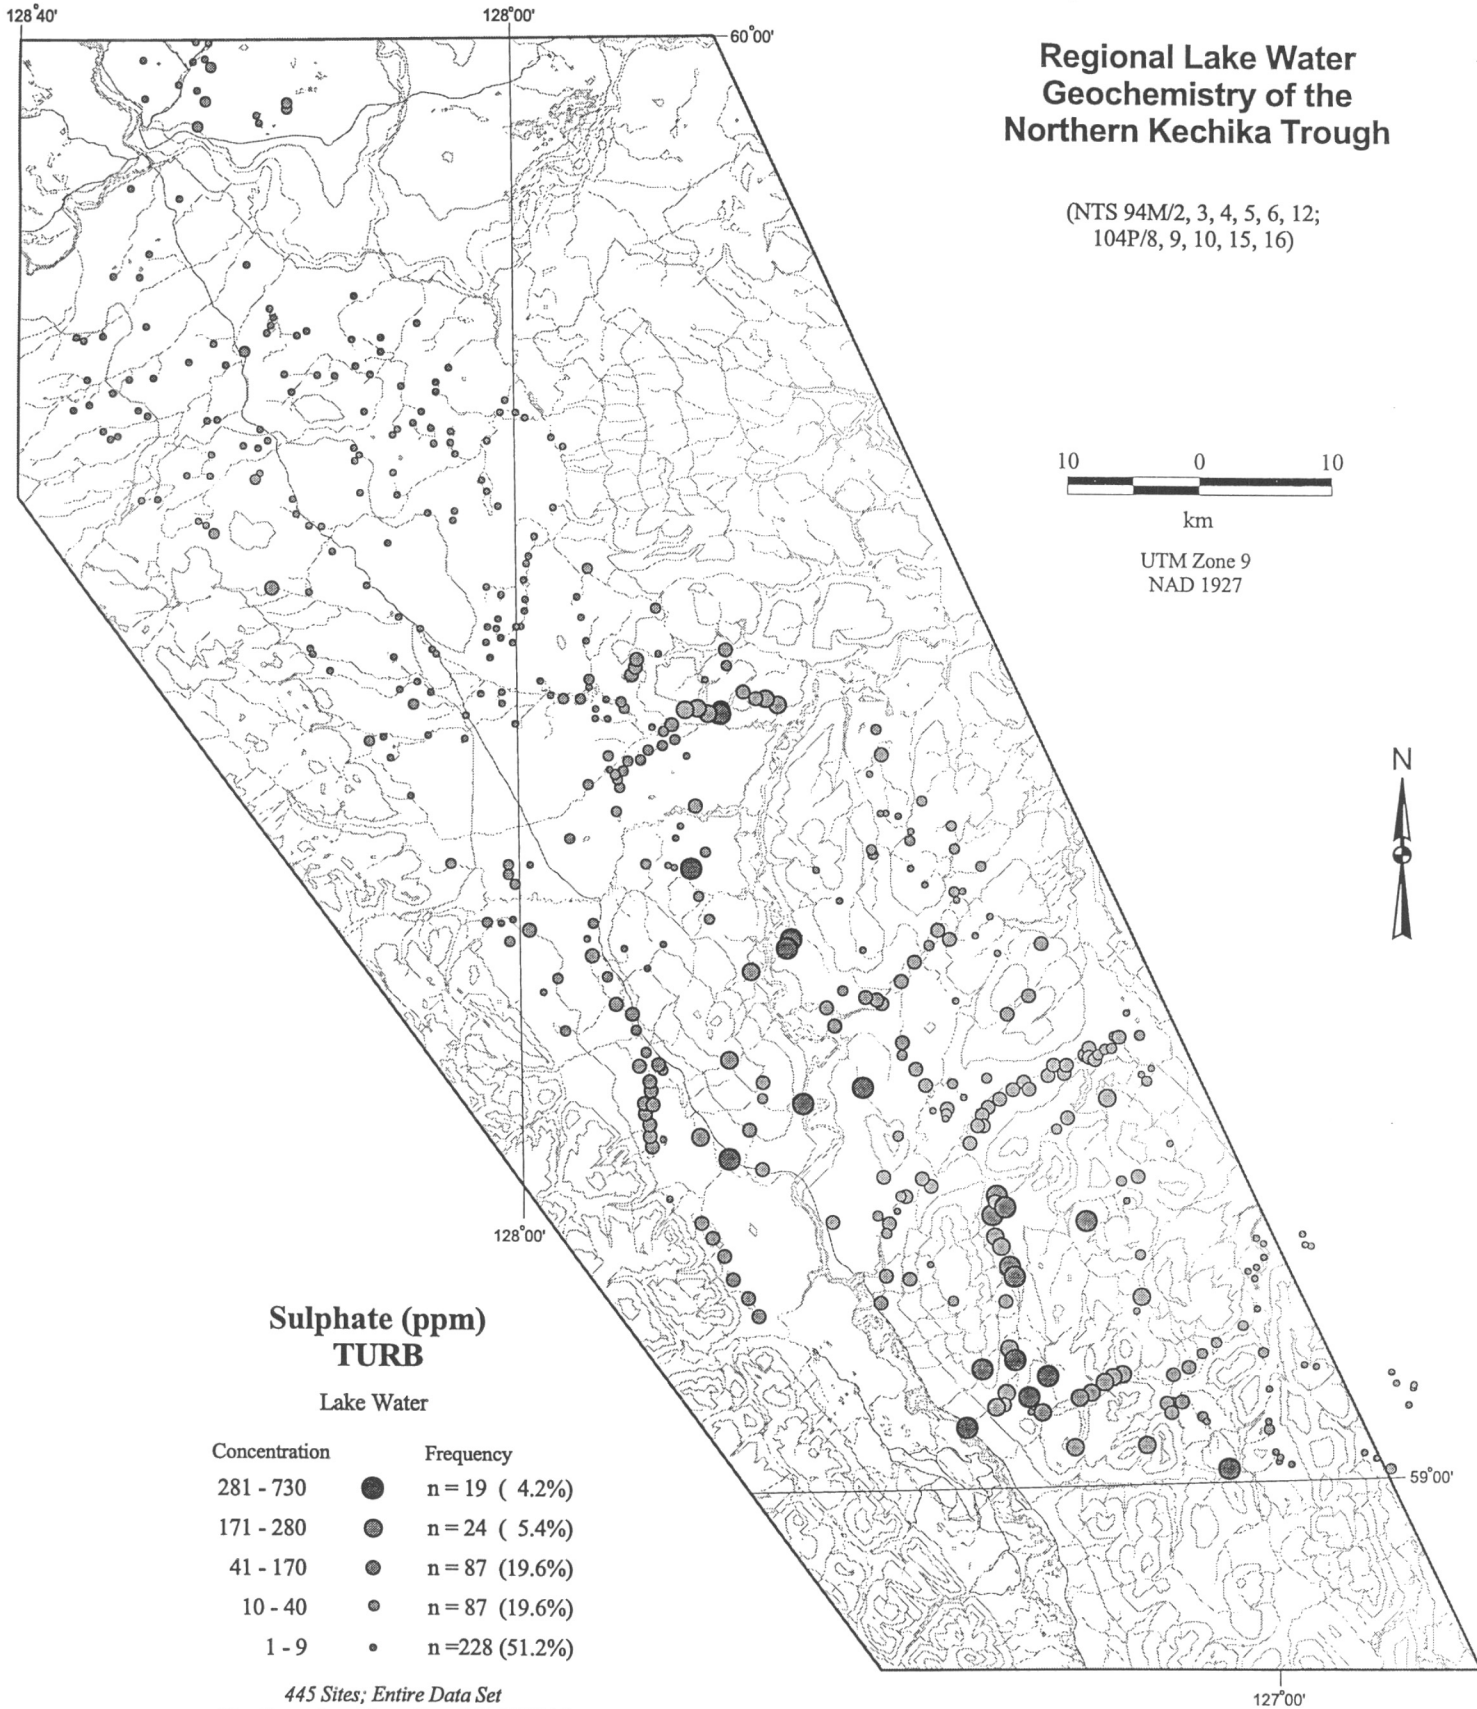 128°40'
128°00'
60°00'
Regional Lake Water
Geochemistry of the
Northern Kechika Trough
(NTS 94M/2, 3, 4, 5, 6, 12;
104P/8, 9, 10, 15, 16)
10 0 10
km
UTM Zone 9
NAD 1927
N
128°00'
Sulphate (ppm)
TURB
Lake Water
Concentration Frequency
281 - 730 n = 19 ( 4.2%)
171 - 280 n = 24 ( 5.4%)
41 - 170 n = 87 (19.6%)
10 - 40 n = 87 (19.6%)
1 - 9 n =228 (51.2%)
445 Sites; Entire Data Set
59°00'
127°00'